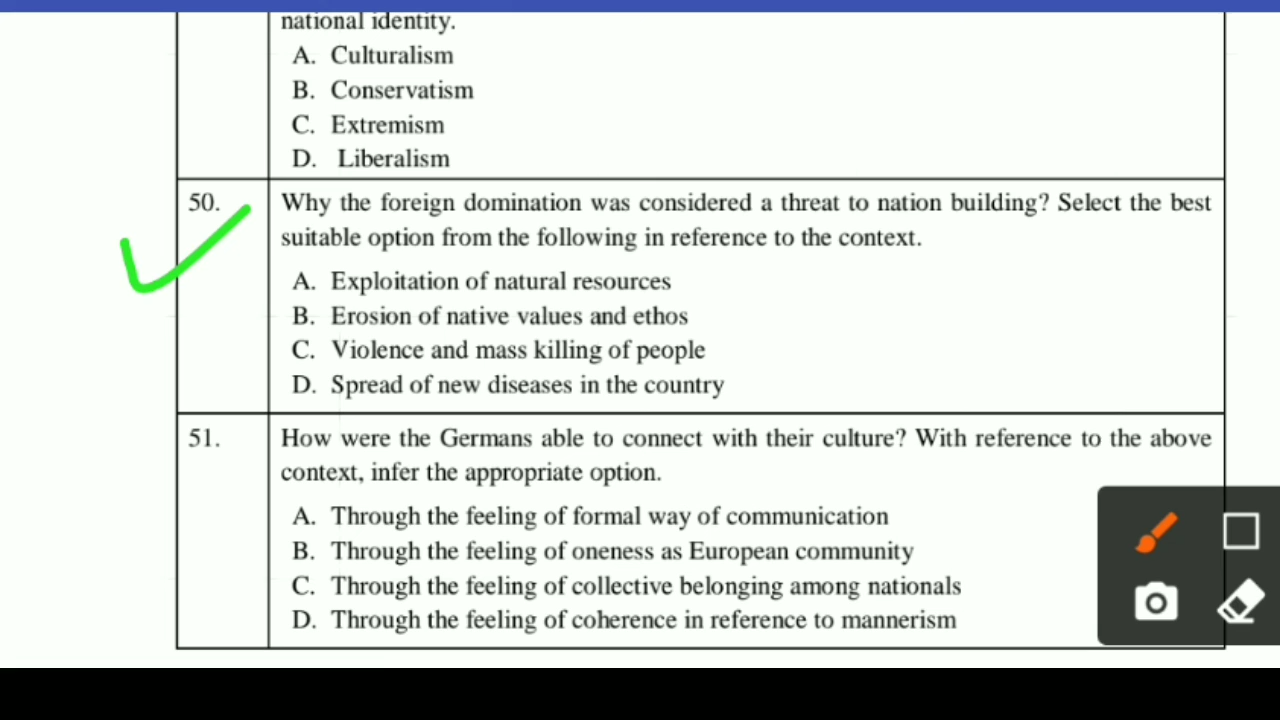 national identity.
A. Culturalism
B. Conservatism
C. Extremism
D. Liberalism
50. Why the foreign domination was considered a threat to nation building? Select the best
suitable option from the following in reference to the context.
A. Exploitation of natural resources
B. Erosion of native values and ethos
C. Violence and mass killing of people
D. Spread of new diseases in the country
51. How were the Germans able to connect with their culture? With reference to the above
context, infer the appropriate option.
A. Through the feeling of formal way of communication
B. Through the feeling of oneness as European community
C. Through the feeling of collective belonging among nationals
D. Through the feeling of coherence in reference to mannerism